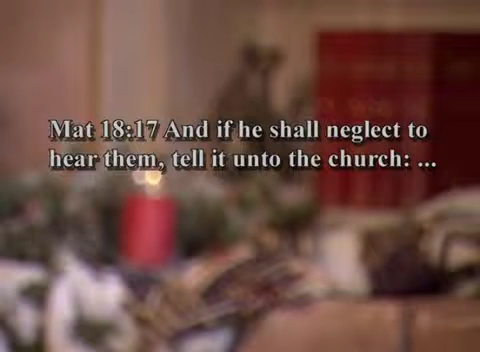 Mat 18:17 And if he shall neglect to
hear them, tell it unto the church: ...